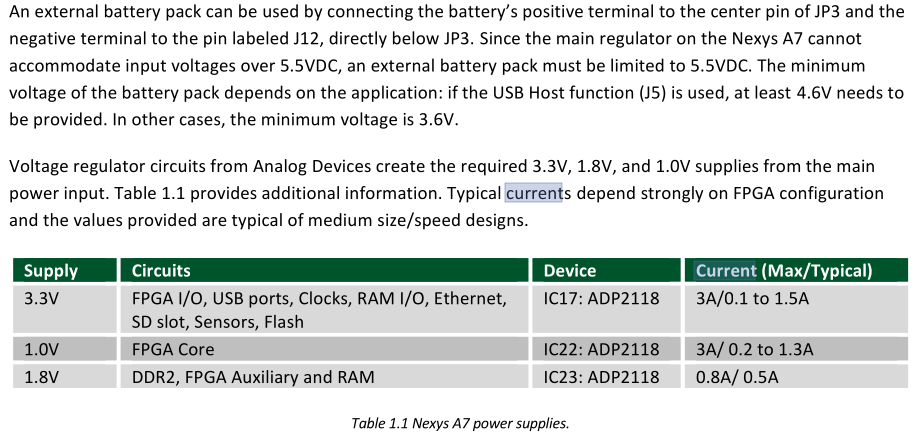 An external battery pack can be used by connecting the battery’s positive terminal to the center pin of JP3 and the
negative terminal to the pin labeled J12, directly below JP3. Since the main regulator on the Nexys A7 cannot
accommodate input voltages over 5.5VDC, an external battery pack must be limited to 5.5VDC. The minimum
voltage of the battery pack depends on the application: if the USB Host function (J5) is used, at least 4.6V needs to
be provided. In other cases, the minimum voltage is 3.6V.
Voltage regulator circuits from Analog Devices create the required 3.3V, 1.8V, and 1.0V supplies from the main
power input. Table 1.1 provides additional information. Typical currents depend strongly on FPGA configuration
and the values provided are typical of medium size/speed designs.
Supply Circuits Device Current (Max/Typical)
3.3V FPGA I/O, USB ports, Clocks, RAM I/O, Ethernet, IC17: ADP2118 3A/0.1 to 1.5A
SD slot, Sensors, Flash
1.0V FPGA Core IC22: ADP2118 3A/ 0.2 to 1.3A
1.8V DDR2, FPGA Auxiliary and RAM IC23: ADP2118 0.8A/ 0.5A
Table 1.1 Nexys A7 power supplies.